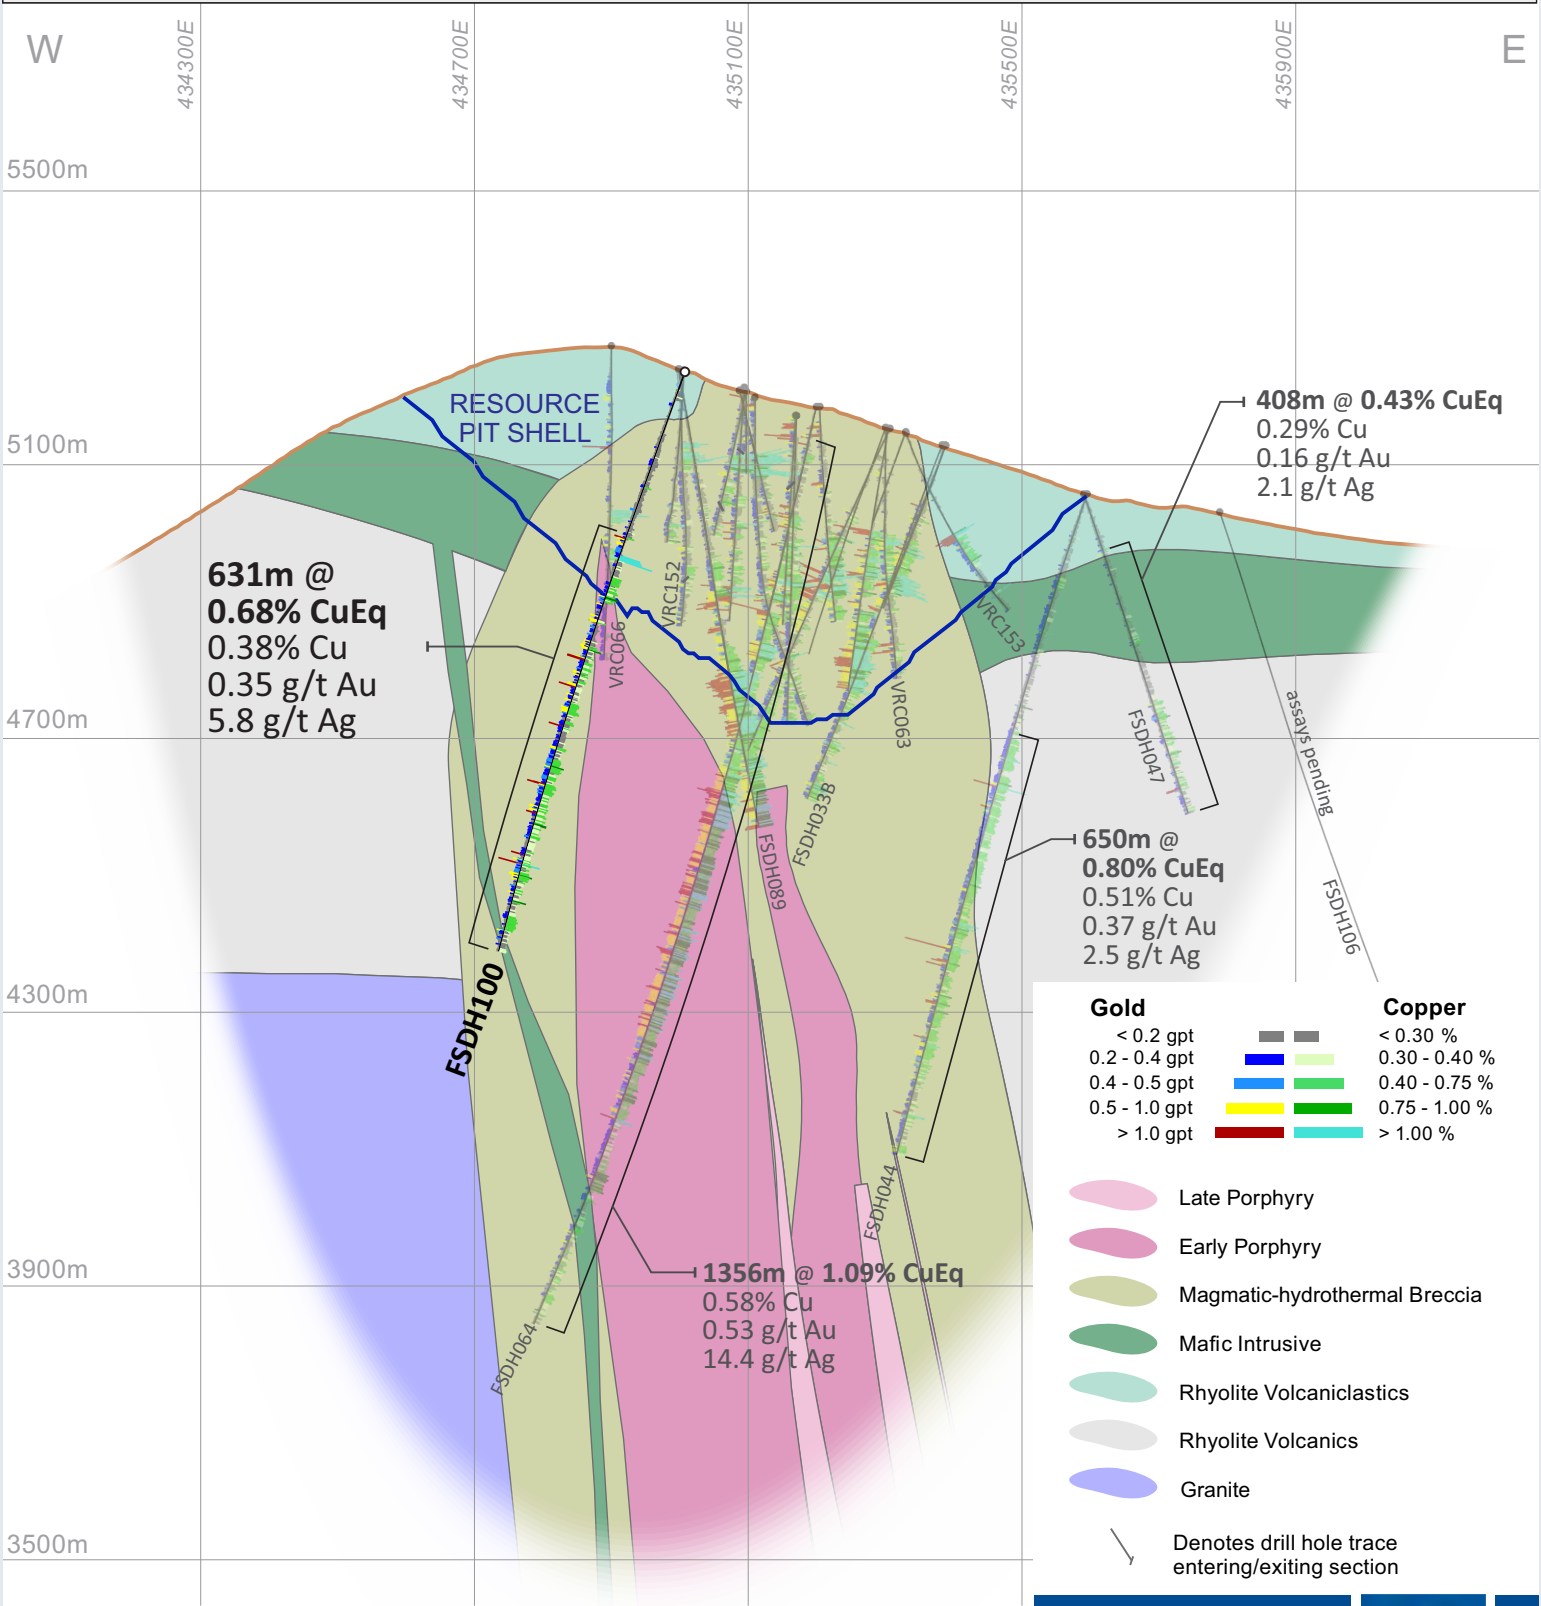 W
434300E
434700E
435100E
435500E
435900E
E
5500m
5100m
4700m
4300m
3900m
3500m
RESOURCE
PIT SHELL
408m @ 0.43% CuEq
0.29% Cu
0.16 g/t Au
2.1 g/t Ag
631m @
0.68% CuEq
0.38% Cu
0.35 g/t Au
5.8 g/t Ag
VRC152
VRC066
VRC153
VRC063
FSDH047
assays pending
FSDH106
FSDH033B
FSDH089
650m @
0.80% CuEq
0.51% Cu
0.37 g/t Au
2.5 g/t Ag
FSDH100
FSDH044
FSDH064
1356m @ 1.09% CuEq
0.58% Cu
0.53 g/t Au
14.4 g/t Ag
Gold Copper
< 0.2 gpt < 0.30 %
0.2 - 0.4 gpt 0.30 - 0.40 %
0.4 - 0.5 gpt 0.40 - 0.75 %
0.5 - 1.0 gpt 0.75 - 1.00 %
> 1.0 gpt > 1.00 %
Late Porphyry
Early Porphyry
Magmatic-hydrothermal Breccia
Mafic Intrusive
Rhyolite Volcaniclastics
Rhyolite Volcanics
Granite
Denotes drill hole trace
entering/exiting section